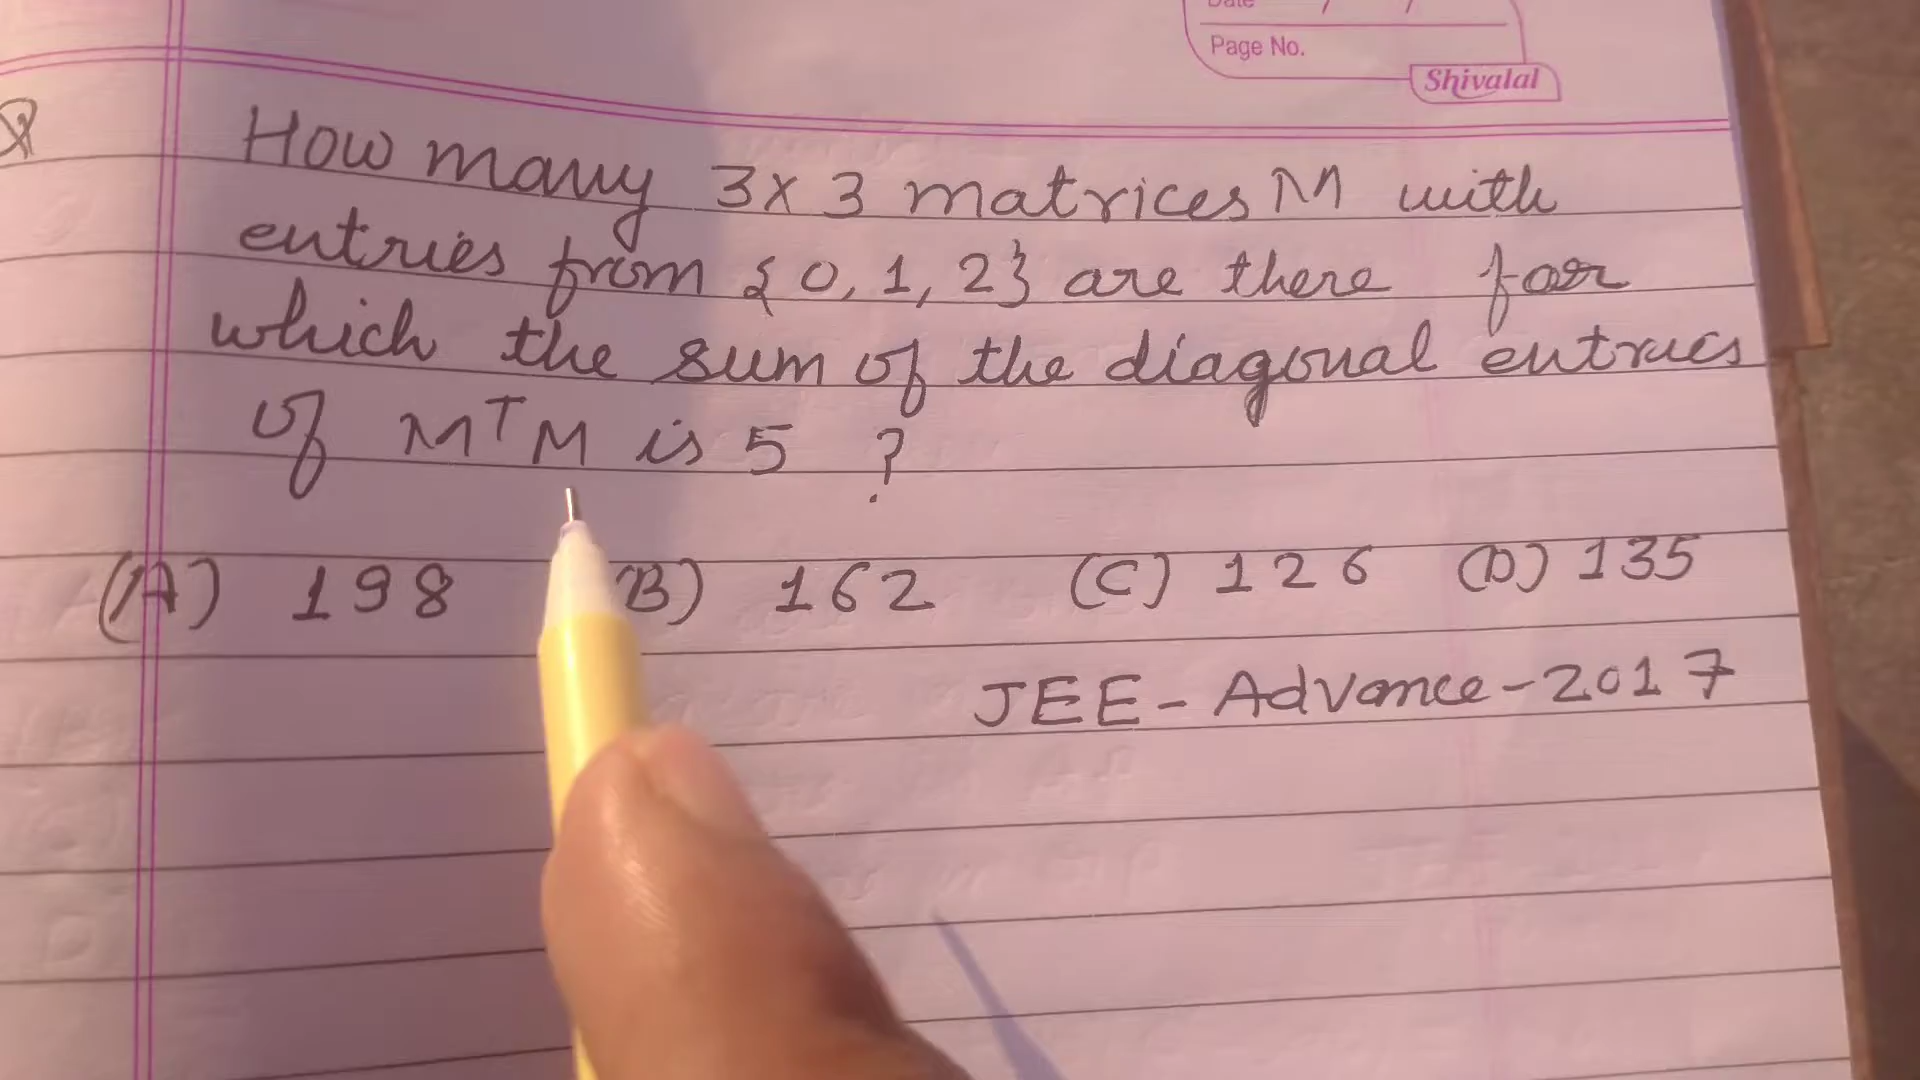 Date / /
Page No.
Shivalal
Q
How many 3x3 matrices M with
entries from {0, 1, 2} are there for
which the sum of the diagonal entries
of MᵀM is 5 ?
(A) 198 (B) 162 (C) 126 (D) 135
JEE-Advance-2017